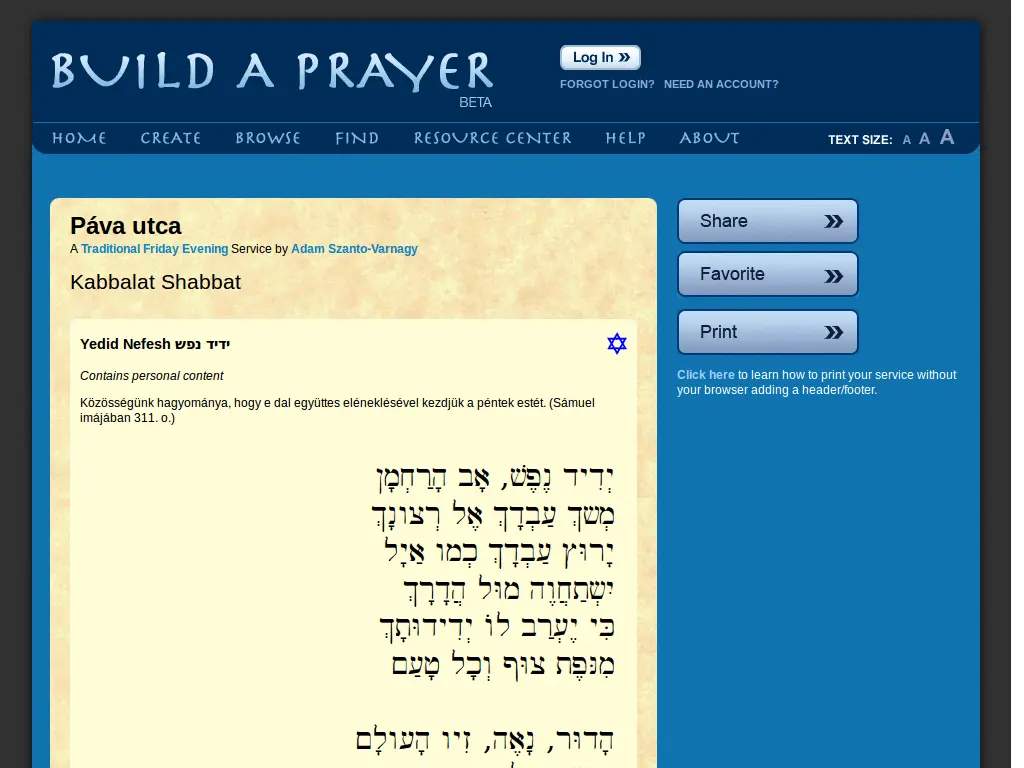 BUILD A PRAYER
BETA
Log In »
FORGOT LOGIN? NEED AN ACCOUNT?
HOME CREATE BROWSE FIND RESOURCE CENTER HELP ABOUT TEXT SIZE: A A A
Páva utca
A Traditional Friday Evening Service by Adam Szanto-Varnagy
Kabbalat Shabbat
Yedid Nefesh ידיד נפש
Contains personal content
Közösségünk hagyománya, hogy e dal együttes eléneklésével kezdjük a péntek estét. (Sámuel
imájában 311. o.)
יְדִיד נֶפֶשׁ, אָב הָרַחְמָן
מְשֹׁךְ עַבְדָךְ אֶל רְצונָךְ
יָרוּץ עַבְדָךְ כְמו אַיָל
יִשְׁתַחֲוֶה מוּל הֲדָרָךְ
כִּי יֶעְרַב לוֹ יְדִידוּתָךְ
מִנּפֶת צוּף וְכָל טָעַם
הָדוּר, נָאֶה, זִיו הָעולָם
Share »
Favorite »
Print »
Click here to learn how to print your service without
your browser adding a header/footer.